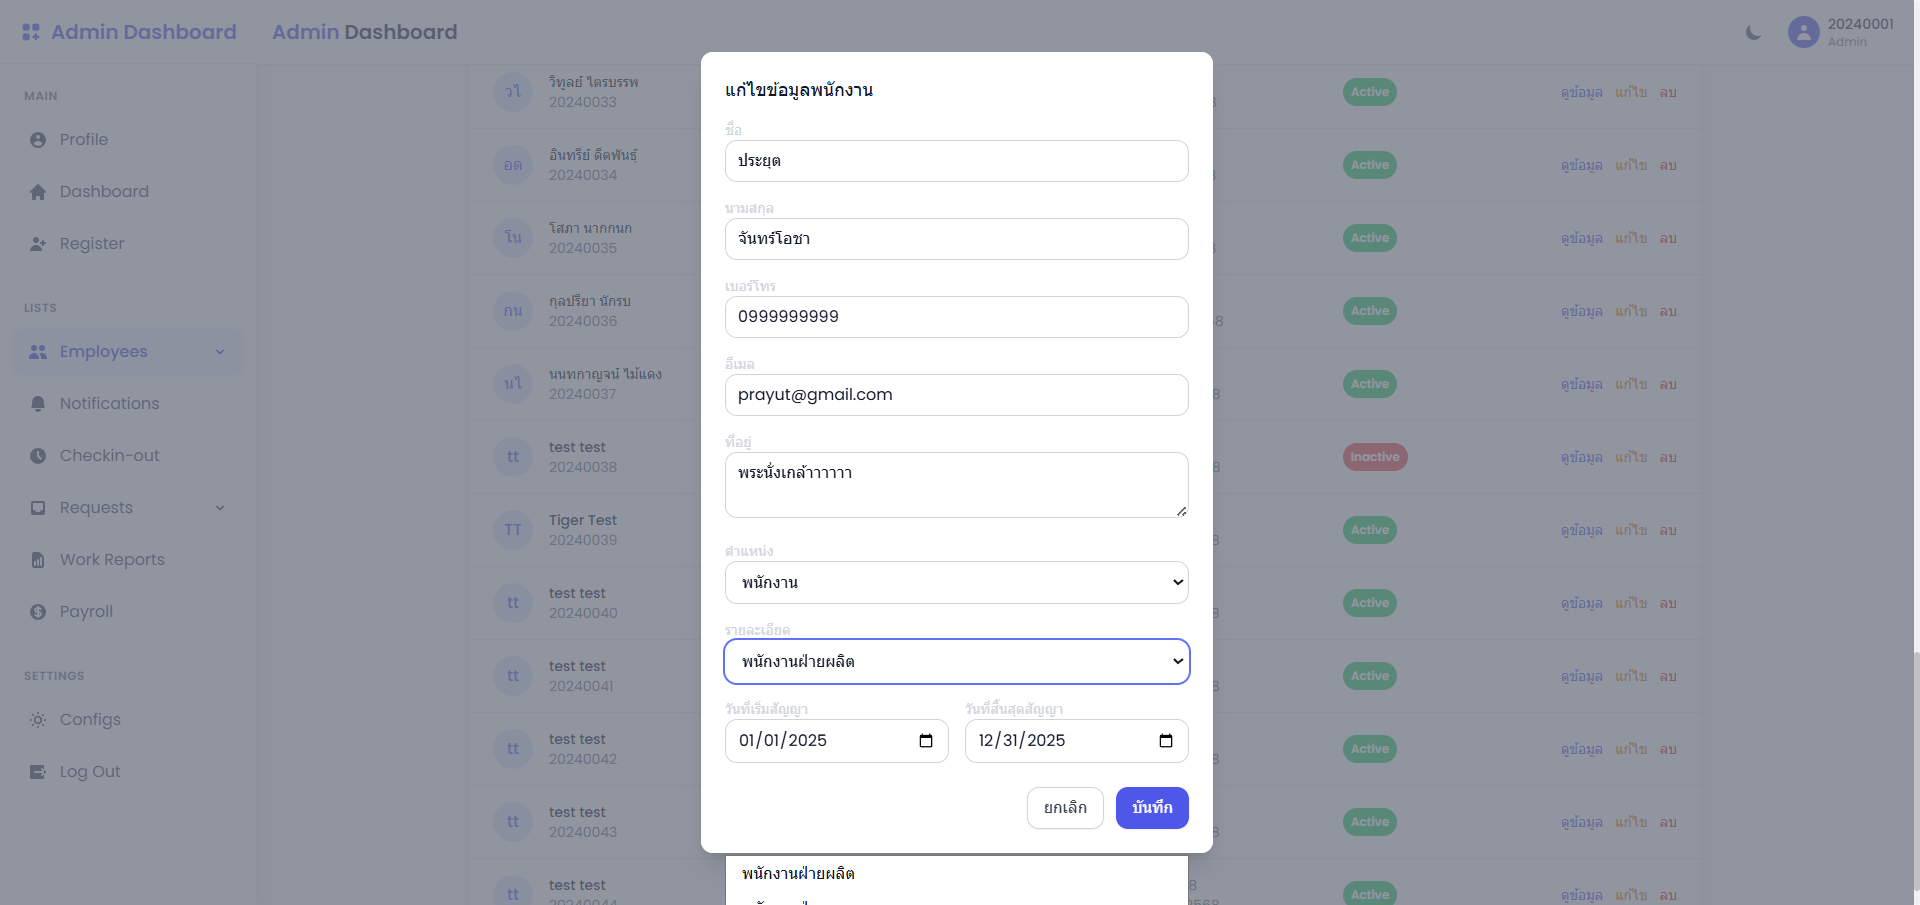 Admin Dashboard
Admin Dashboard
20240001
Admin
MAIN
Profile
Dashboard
Register
LISTS
Employees
Notifications
Checkin-out
Requests
Work Reports
Payroll
SETTINGS
Configs
Log Out
วไ
วิทูลย์ ไตรบรรพ
20240033
Active
ดูข้อมูล แก้ไข ลบ
อด
อินทรีย์ ดีตพันธุ์
20240034
Active
ดูข้อมูล แก้ไข ลบ
โน
โสภา นากกนก
20240035
Active
ดูข้อมูล แก้ไข ลบ
กน
กุลปรียา นักรบ
20240036
Active
ดูข้อมูล แก้ไข ลบ
นไ
นนทกาญจน์ ไม้แดง
20240037
Active
ดูข้อมูล แก้ไข ลบ
tt
test test
20240038
Inactive
ดูข้อมูล แก้ไข ลบ
TT
Tiger Test
20240039
Active
ดูข้อมูล แก้ไข ลบ
tt
test test
20240040
Active
ดูข้อมูล แก้ไข ลบ
tt
test test
20240041
Active
ดูข้อมูล แก้ไข ลบ
tt
test test
20240042
Active
ดูข้อมูล แก้ไข ลบ
tt
test test
20240043
Active
ดูข้อมูล แก้ไข ลบ
tt
test test
20240044
Active
ดูข้อมูล แก้ไข ลบ
แก้ไขข้อมูลพนักงาน
ชื่อ
ประยุต
นามสกุล
จันทร์โอชา
เบอร์โทร
0999999999
อีเมล
prayut@gmail.com
ที่อยู่
พระนั่งเกล้าาาาาา
ตำแหน่ง
พนักงาน
รายละเอียด
พนักงานฝ่ายผลิต
วันที่เริ่มสัญญา
01/01/2025
วันที่สิ้นสุดสัญญา
12/31/2025
ยกเลิก
บันทึก
พนักงานฝ่ายผลิต